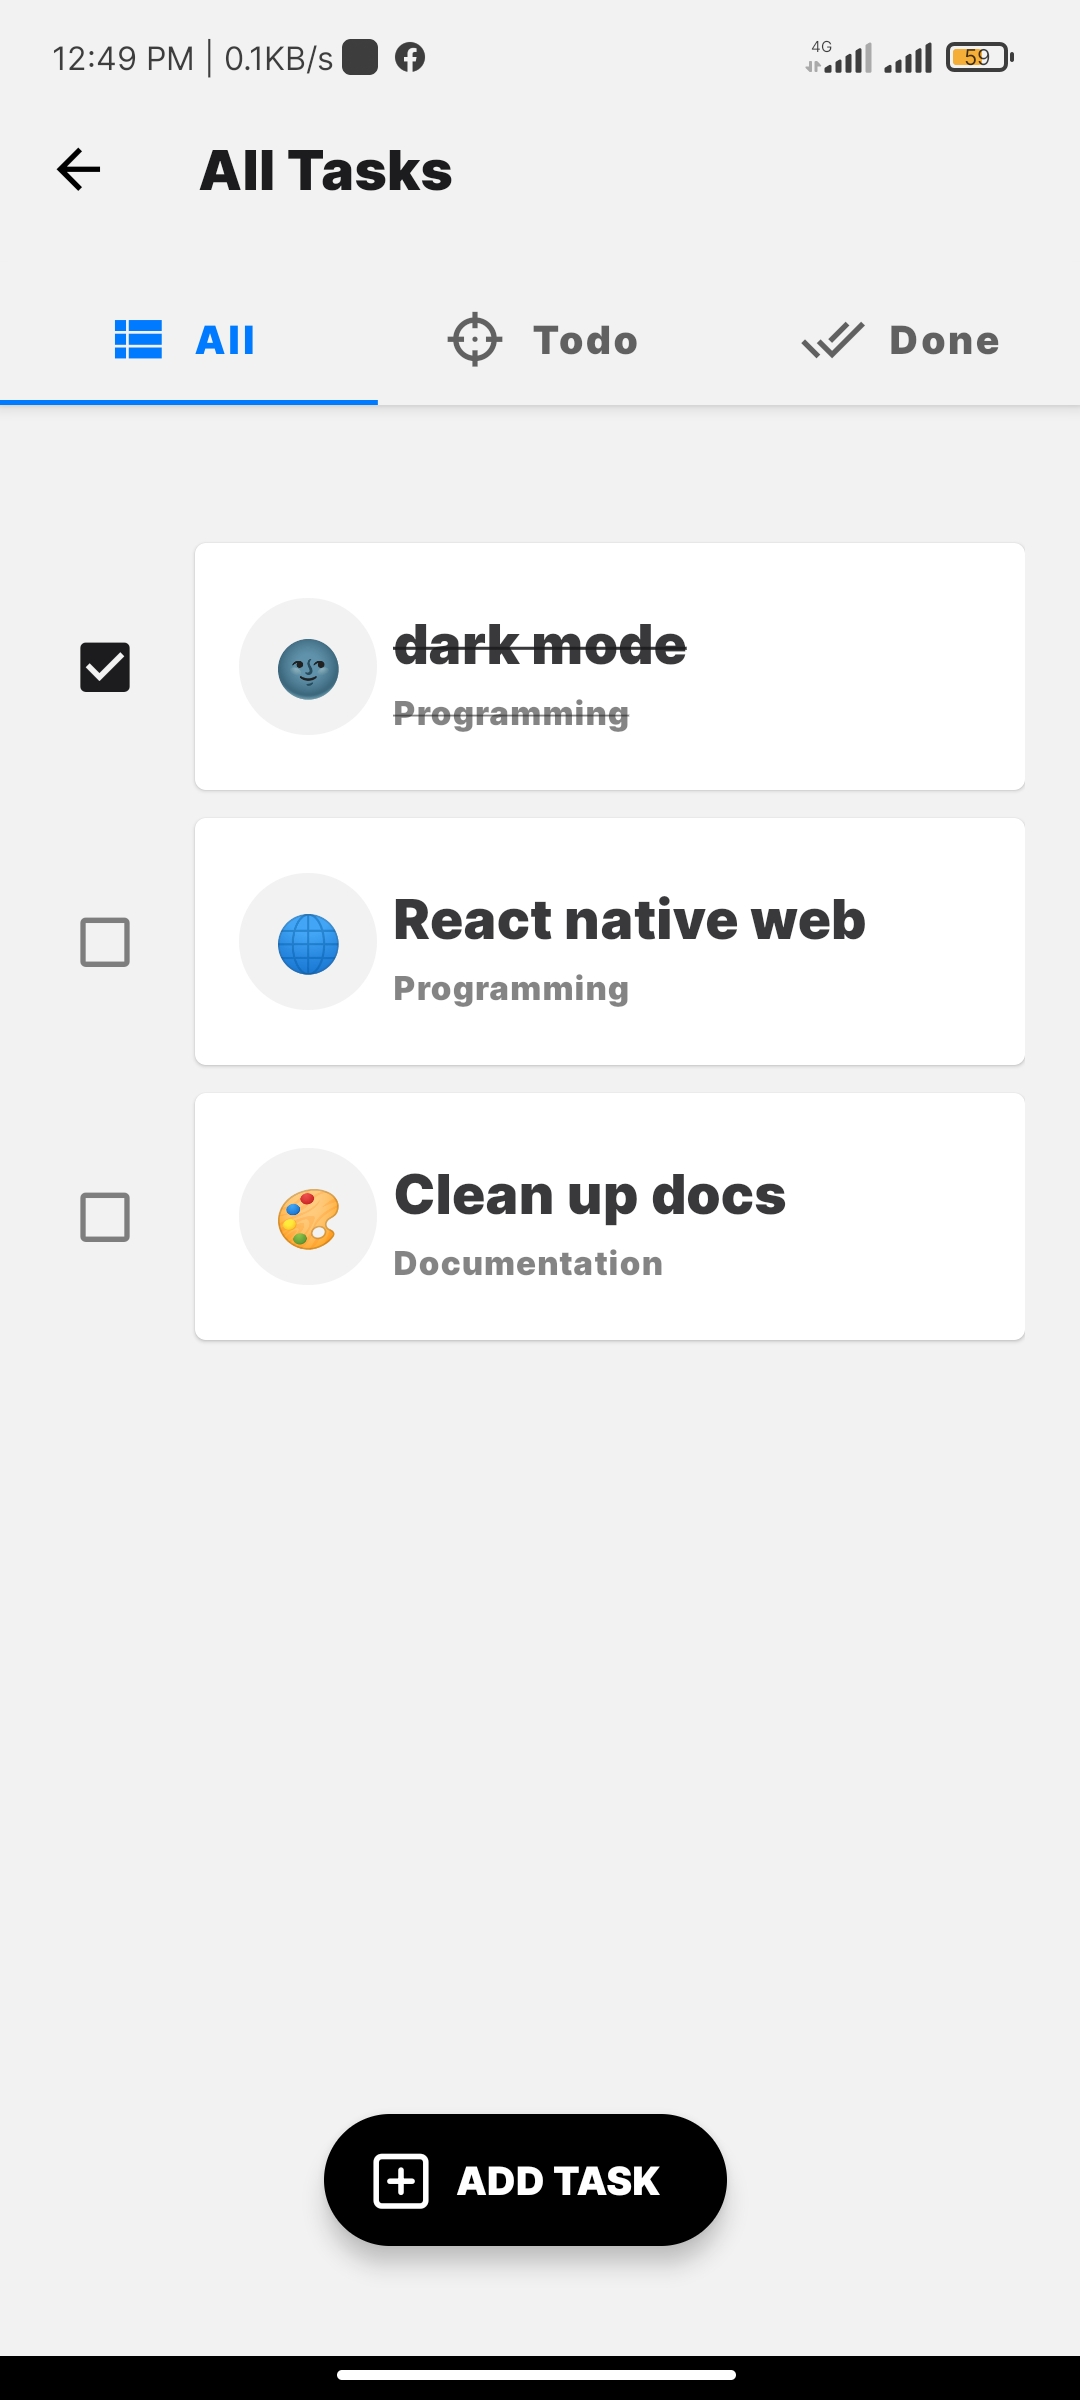 12:49 PM | 0.1KB/s
4G
59
All Tasks
All
Todo
Done
dark mode
Programming
React native web
Programming
Clean up docs
Documentation
ADD TASK